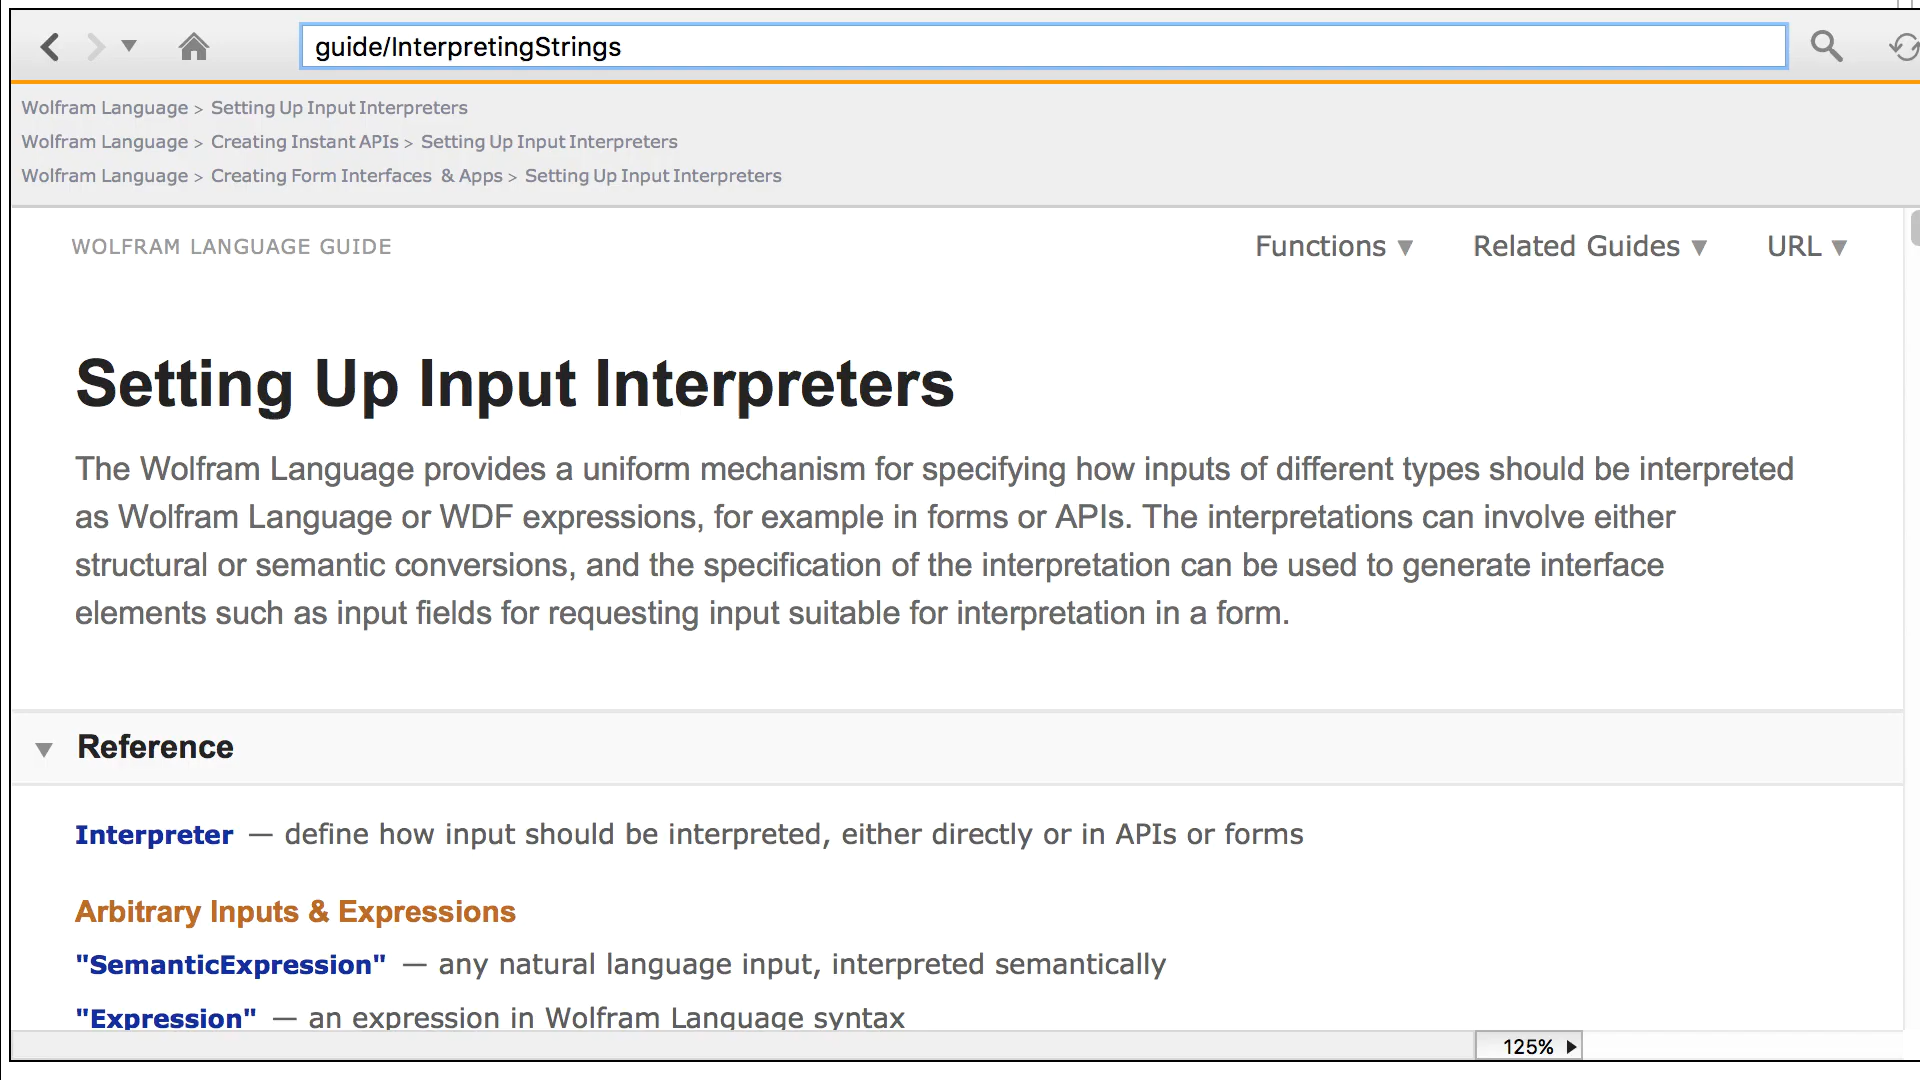 guide/InterpretingStrings
Wolfram Language > Setting Up Input Interpreters
Wolfram Language > Creating Instant APIs > Setting Up Input Interpreters
Wolfram Language > Creating Form Interfaces & Apps > Setting Up Input Interpreters
WOLFRAM LANGUAGE GUIDE Functions ▼ Related Guides ▼ URL ▼
Setting Up Input Interpreters
The Wolfram Language provides a uniform mechanism for specifying how inputs of different types should be interpreted
as Wolfram Language or WDF expressions, for example in forms or APIs. The interpretations can involve either
structural or semantic conversions, and the specification of the interpretation can be used to generate interface
elements such as input fields for requesting input suitable for interpretation in a form.
Reference
Interpreter — define how input should be interpreted, either directly or in APIs or forms
Arbitrary Inputs & Expressions
"SemanticExpression" — any natural language input, interpreted semantically
"Expression" — an expression in Wolfram Language syntax
125%